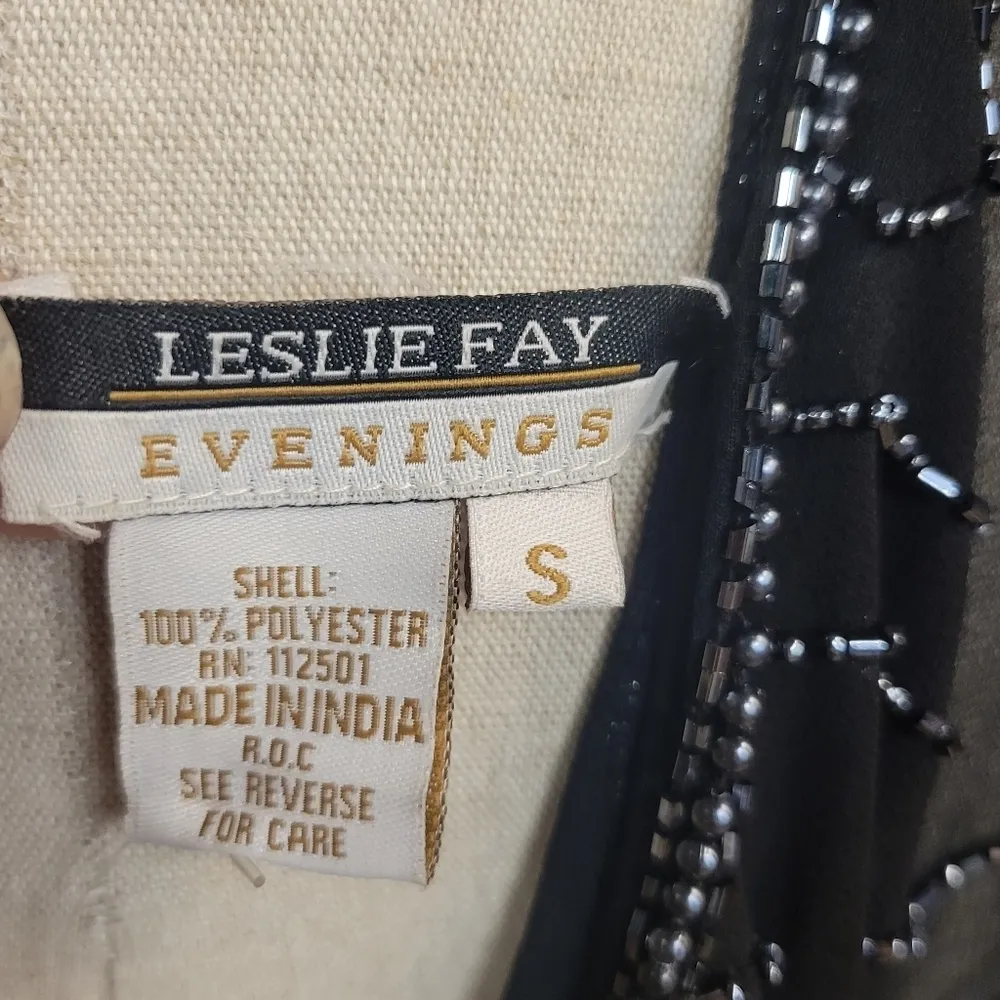 LESLIE FAY
EVENINGS
S
SHELL:
100% POLYESTER
RN: 112501
MADE IN INDIA
R.O.C
SEE REVERSE
FOR CARE